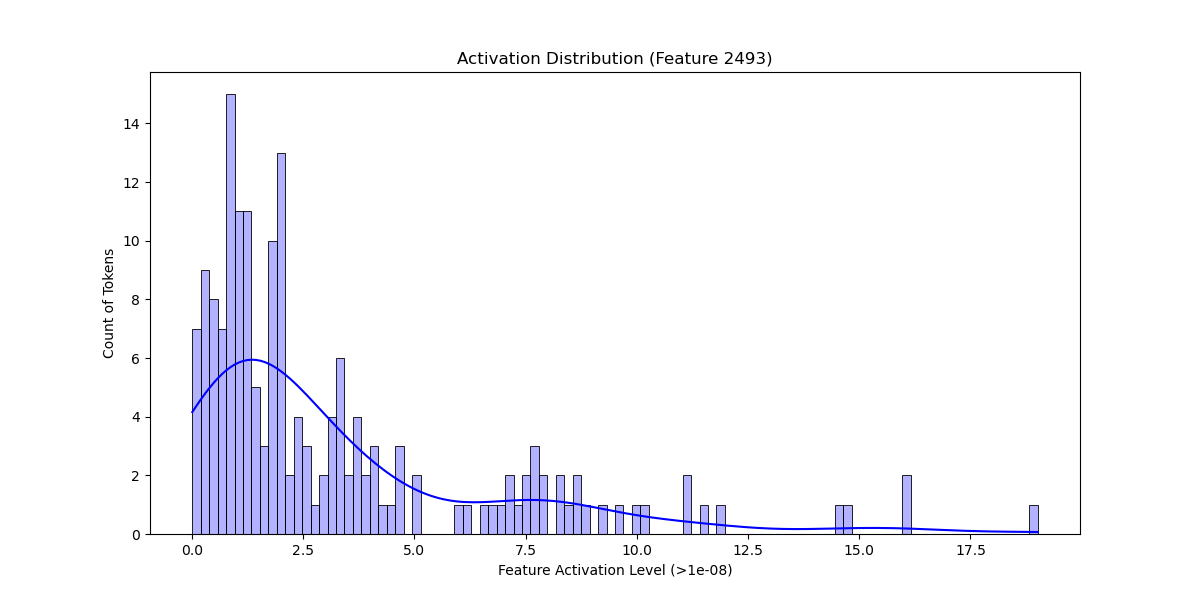 Activation Distribution (Feature 2493)
Count of Tokens
14
12
10
8
6
4
2
0
0.0 2.5 5.0 7.5 10.0 12.5 15.0 17.5
Feature Activation Level (>1e-08)